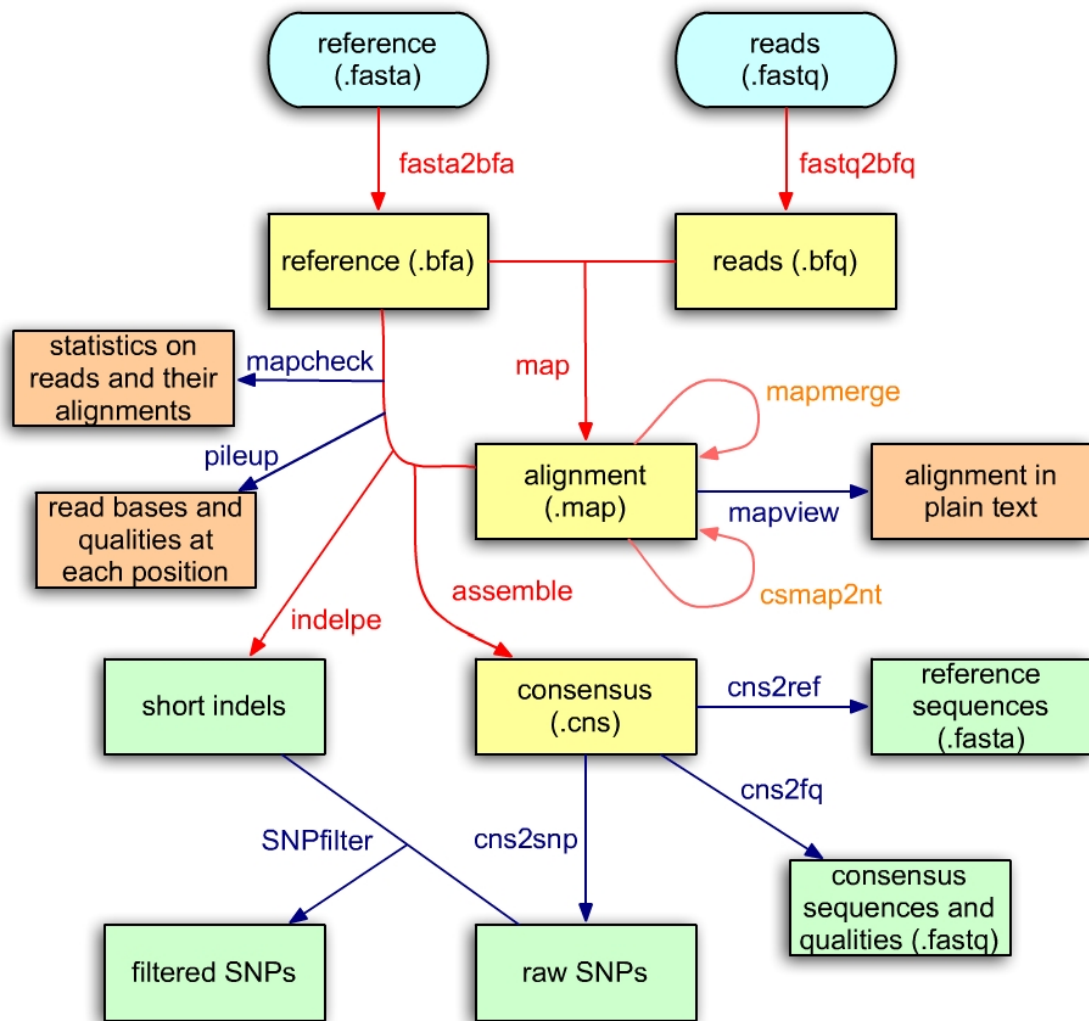 reference
(.fasta)
reads
(.fastq)
fasta2bfa
fastq2bfq
reference (.bfa)
reads (.bfq)
statistics on
reads and their
alignments
mapcheck
map
mapmerge
pileup
read bases and
qualities at
each position
alignment
(.map)
mapview
alignment in
plain text
csmap2nt
indelpe
assemble
short indels
consensus
(.cns)
cns2ref
reference
sequences
(.fasta)
SNPfilter
cns2snp
cns2fq
consensus
sequences and
qualities (.fastq)
filtered SNPs
raw SNPs